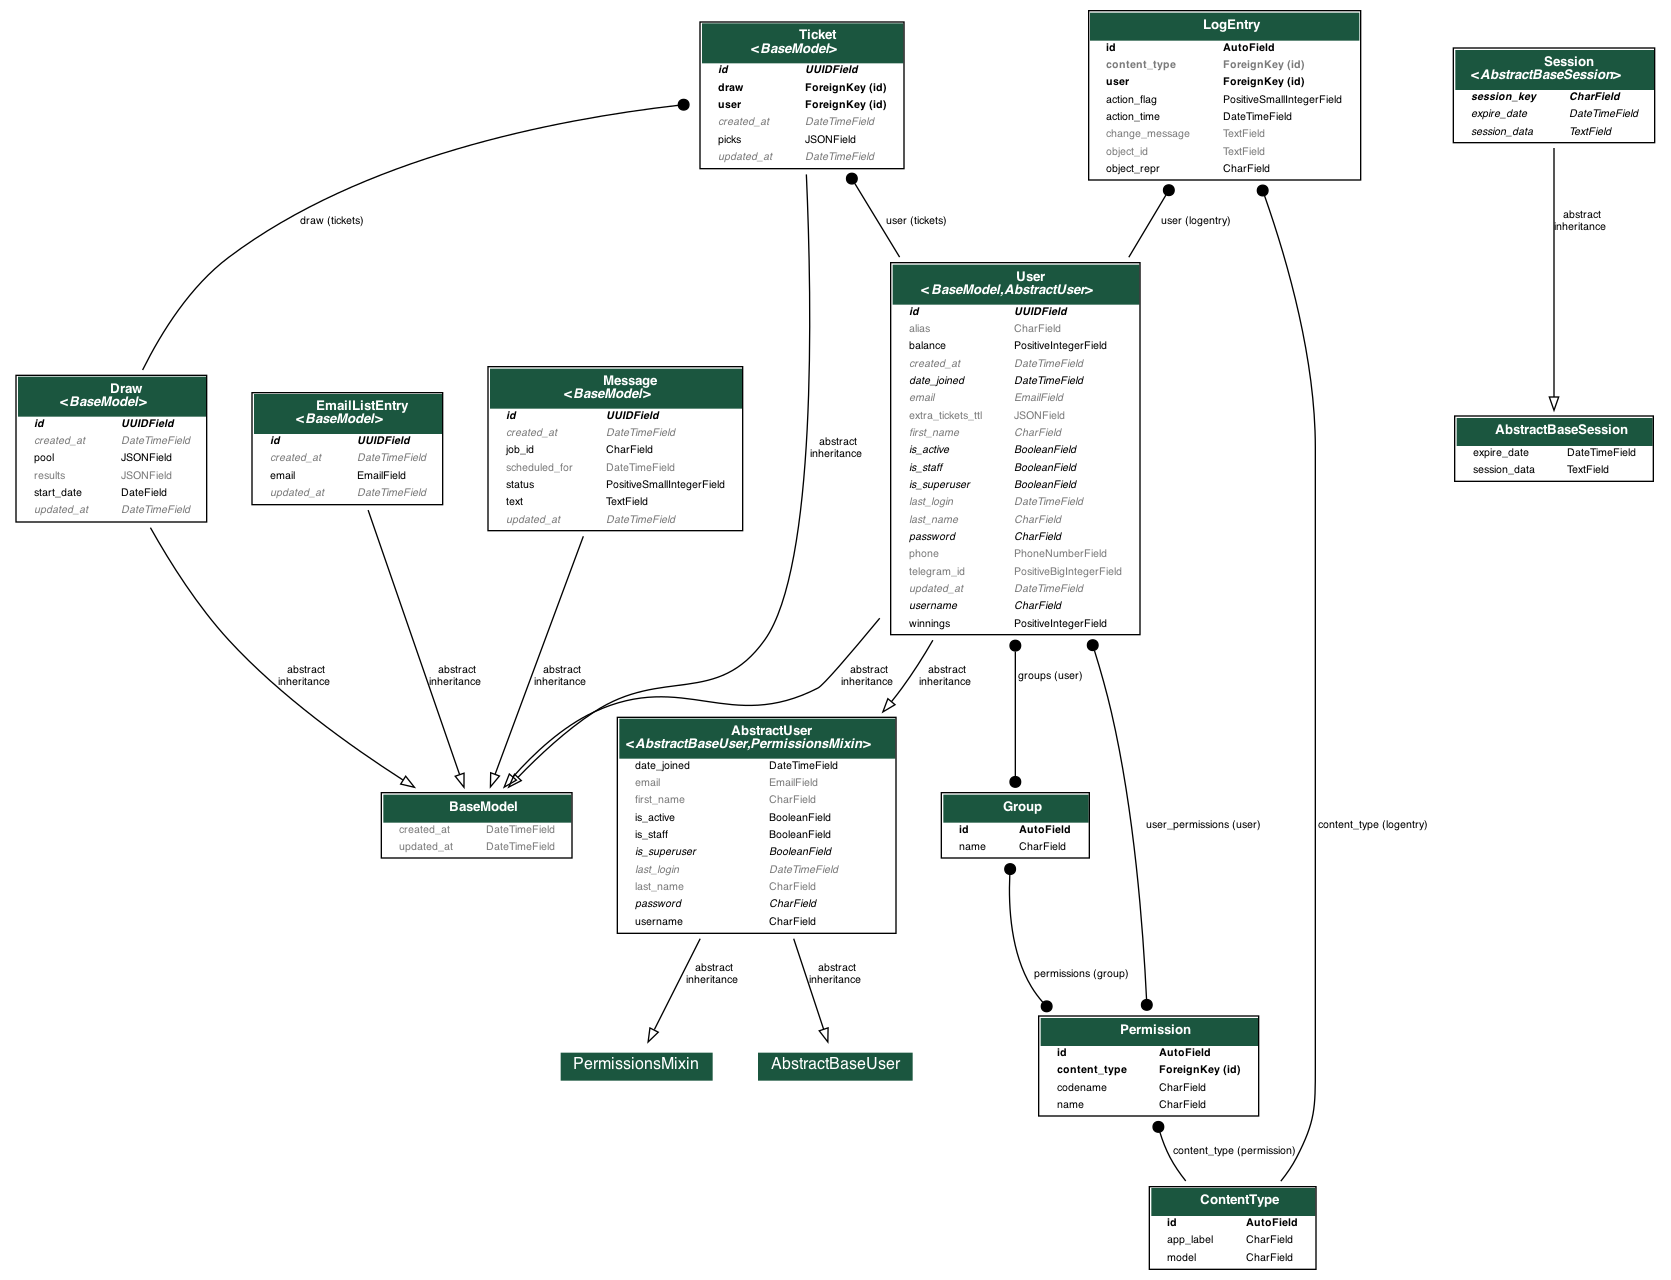 Ticket
<BaseModel>
id UUIDField
draw ForeignKey (id)
user ForeignKey (id)
created_at DateTimeField
picks JSONField
updated_at DateTimeField
LogEntry
id AutoField
content_type ForeignKey (id)
user ForeignKey (id)
action_flag PositiveSmallIntegerField
action_time DateTimeField
change_message TextField
object_id TextField
object_repr CharField
Session
<AbstractBaseSession>
session_key CharField
expire_date DateTimeField
session_data TextField
draw (tickets)
user (tickets)
user (logentry)
abstract
inheritance
User
<BaseModel,AbstractUser>
id UUIDField
alias CharField
balance PositiveIntegerField
created_at DateTimeField
date_joined DateTimeField
email EmailField
extra_tickets_ttl JSONField
first_name CharField
is_active BooleanField
is_staff BooleanField
is_superuser BooleanField
last_login DateTimeField
last_name CharField
password CharField
phone PhoneNumberField
telegram_id PositiveBigIntegerField
updated_at DateTimeField
username CharField
winnings PositiveIntegerField
Draw
<BaseModel>
id UUIDField
created_at DateTimeField
pool JSONField
results JSONField
start_date DateField
updated_at DateTimeField
EmailListEntry
<BaseModel>
id UUIDField
created_at DateTimeField
email EmailField
updated_at DateTimeField
Message
<BaseModel>
id UUIDField
created_at DateTimeField
job_id CharField
scheduled_for DateTimeField
status PositiveSmallIntegerField
text TextField
updated_at DateTimeField
abstract
inheritance
AbstractBaseSession
expire_date DateTimeField
session_data TextField
abstract
inheritance
abstract
inheritance
abstract
inheritance
abstract
inheritance
abstract
inheritance
groups (user)
AbstractUser
<AbstractBaseUser,PermissionsMixin>
date_joined DateTimeField
email EmailField
first_name CharField
is_active BooleanField
is_staff BooleanField
is_superuser BooleanField
last_login DateTimeField
last_name CharField
password CharField
username CharField
BaseModel
created_at DateTimeField
updated_at DateTimeField
Group
id AutoField
name CharField
user_permissions (user)
content_type (logentry)
abstract
inheritance
abstract
inheritance
permissions (group)
PermissionsMixin
AbstractBaseUser
Permission
id AutoField
content_type ForeignKey (id)
codename CharField
name CharField
content_type (permission)
ContentType
id AutoField
app_label CharField
model CharField